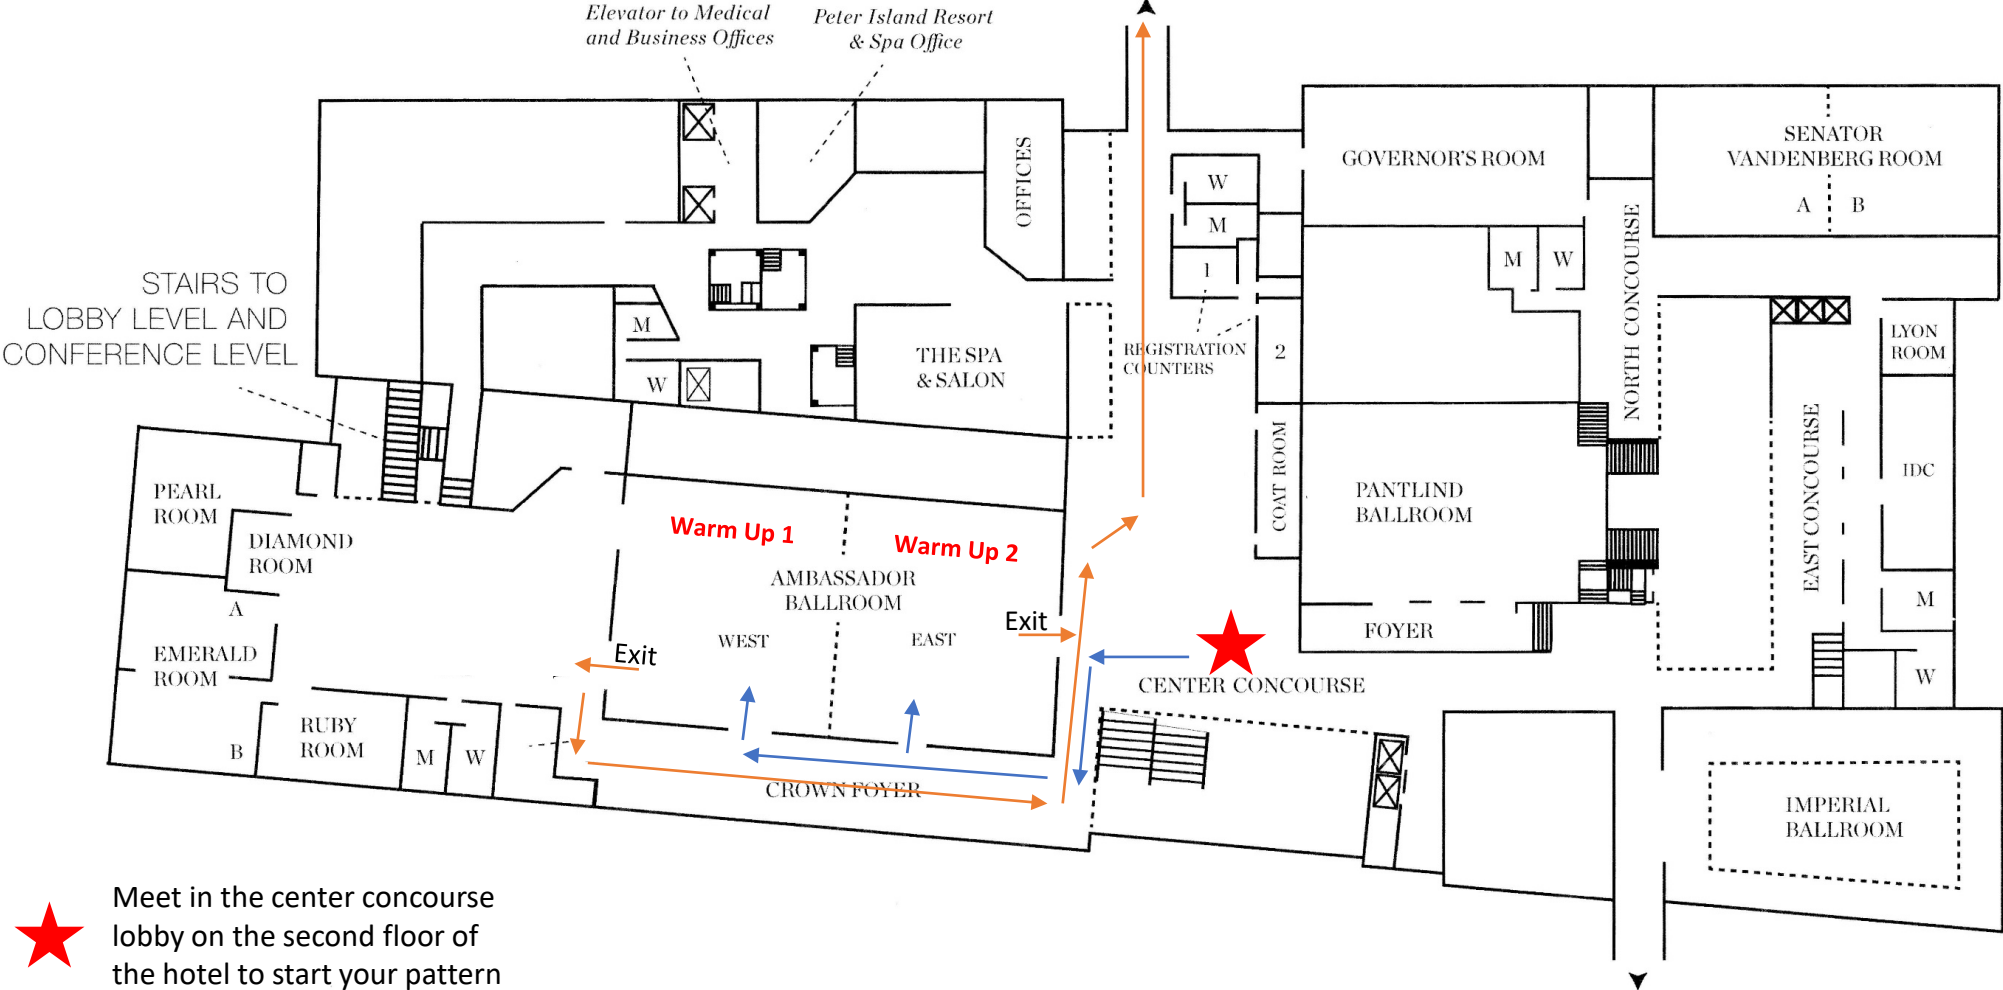 Elevator to Medical
and Business Offices
Peter Island Resort
& Spa Office
OFFICES
W
M
1
REGISTRATION
COUNTERS
2
COAT ROOM
GOVERNOR'S ROOM
SENATOR
VANDENBERG ROOM
A
B
M
W
NORTH CONCOURSE
STAIRS TO
LOBBY LEVEL AND
CONFERENCE LEVEL
M
W
THE SPA
& SALON
LYON
ROOM
IDC
EAST CONCOURSE
M
W
PANTLIND
BALLROOM
FOYER
PEARL
ROOM
DIAMOND
ROOM
A
EMERALD
ROOM
B
RUBY
ROOM
M
W
Warm Up 1
Warm Up 2
AMBASSADOR
BALLROOM
WEST
EAST
Exit
Exit
CENTER CONCOURSE
CROWN FOYER
IMPERIAL
BALLROOM
Meet in the center concourse
lobby on the second floor of
the hotel to start your pattern